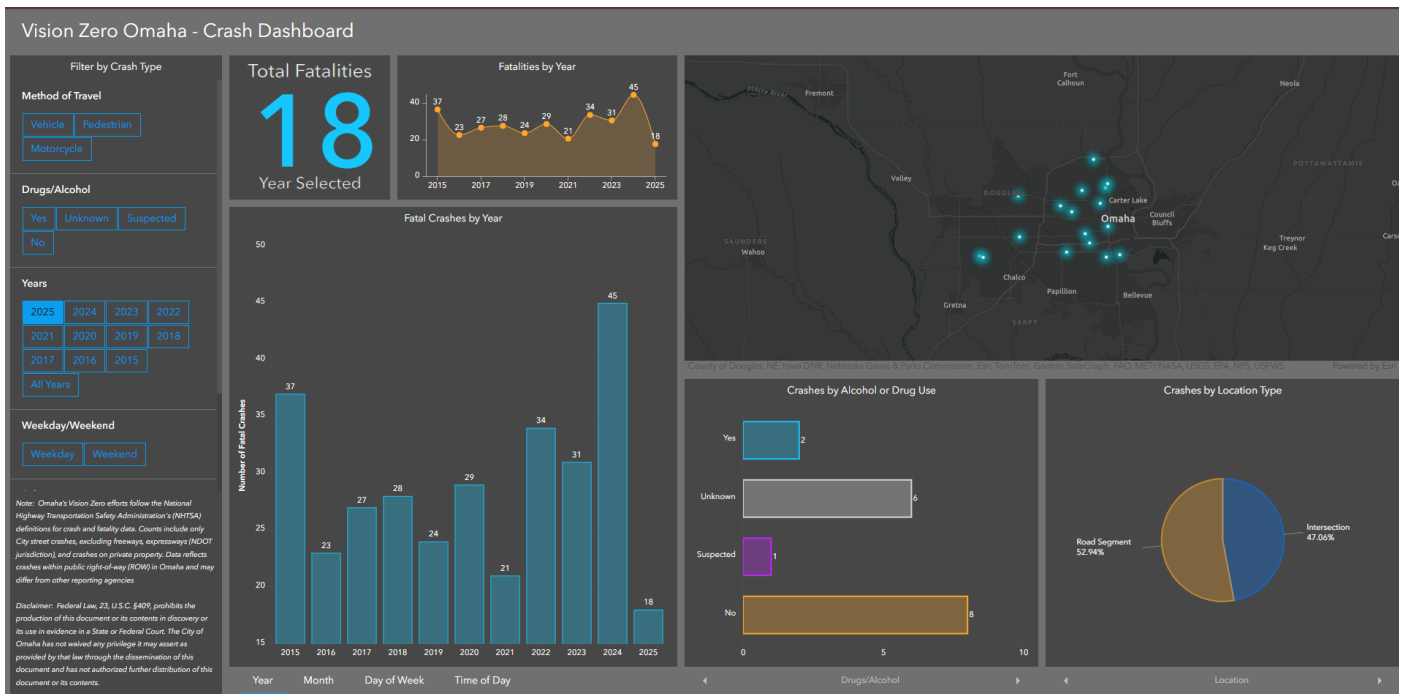 Vision Zero Omaha - Crash Dashboard
Filter by Crash Type
Method of Travel
Vehicle
Pedestrian
Motorcycle
Drugs/Alcohol
Yes
Unknown
Suspected
No
Years
2025
2024
2023
2022
2021
2020
2019
2018
2017
2016
2015
All Years
Weekday/Weekend
Weekday
Weekend
Note: Omaha's Vision Zero efforts follow the National
Highway Transportation Safety Administration's (NHTSA)
definitions for crash and fatality data. Counts include only
City street crashes, excluding freeways, expressways (NDOT
jurisdiction), and crashes on private property. Data reflects
crashes within public right-of-way (ROW) in Omaha and may
differ from other reporting agencies
Disclaimer: Federal Law, 23, U.S.C. §409, prohibits the
production of this document or its contents in discovery or
its use in evidence in a State or Federal Court. The City of
Omaha has not waived any privilege it may assert as
provided by that law through the dissemination of this
document and has not authorized further distribution of this
document or its contents.
Total Fatalities
18
Year Selected
Fatalities by Year
40
20
0
37
23
27
28
24
29
21
34
31
45
18
2015
2017
2019
2021
2023
2025
Fatal Crashes by Year
Number of Fatal Crashes
50
45
40
35
30
25
20
15
37
23
27
28
24
29
21
34
31
45
18
2015
2016
2017
2018
2019
2020
2021
2022
2023
2024
2025
Year
Month
Day of Week
Time of Day
Fort
Calhoun
Neola
Platte River
Fremont
POTTAWATTAMIE
Valley
DOUGLAS
Carter Lake
Omaha
Council
Bluffs
SAUNDERS
Wahoo
Treynor
Keg Creek
Chalco
Papillion
Bellevue
Gretna
SARPY
County of Douglas, NE, Iowa DNR, Nebraska Game & Parks Commission, Esri, TomTom, Garmin, SafeGraph, FAO, METI/NASA, USGS, EPA, NPS, USFWS
Powered by Esri
Crashes by Alcohol or Drug Use
Yes
2
Unknown
6
Suspected
1
No
8
0
5
10
Drugs/Alcohol
Crashes by Location Type
Road Segment
52.94%
Intersection
47.06%
Location